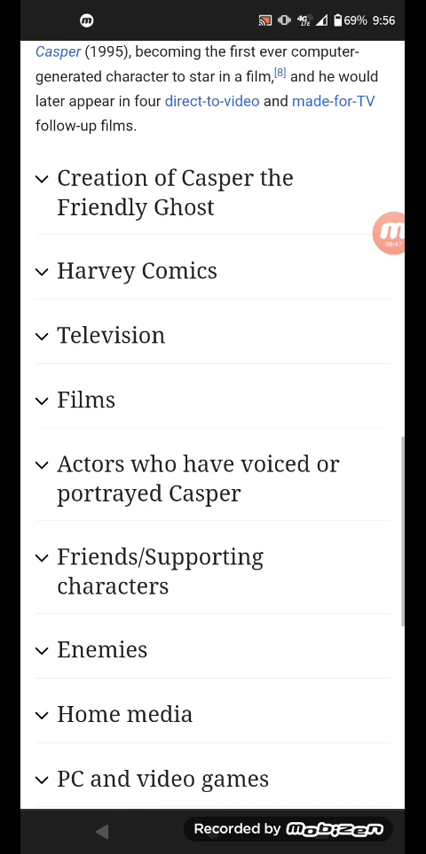 69% 9:56
Casper (1995), becoming the first ever computer-
generated character to star in a film,[8] and he would
later appear in four direct-to-video and made-for-TV
follow-up films.
Creation of Casper the
Friendly Ghost
Harvey Comics
08:47
Television
Films
Actors who have voiced or
portrayed Casper
Friends/Supporting
characters
Enemies
Home media
PC and video games
Recorded by mobizen